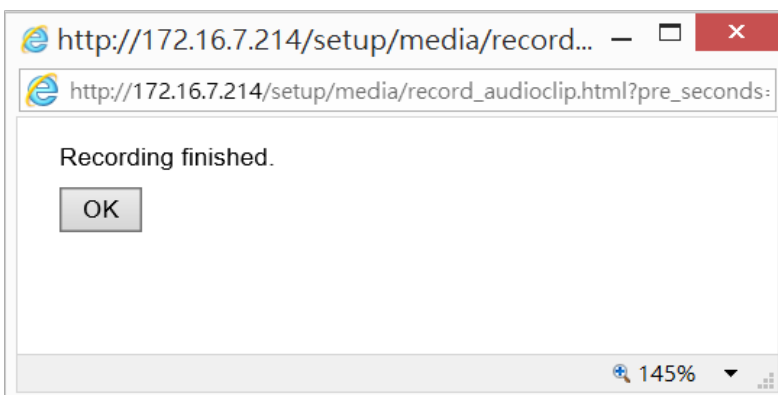 http://172.16.7.214/setup/media/record...
http://172.16.7.214/setup/media/record_audioclip.html?pre_seconds=
Recording finished.
OK
145%